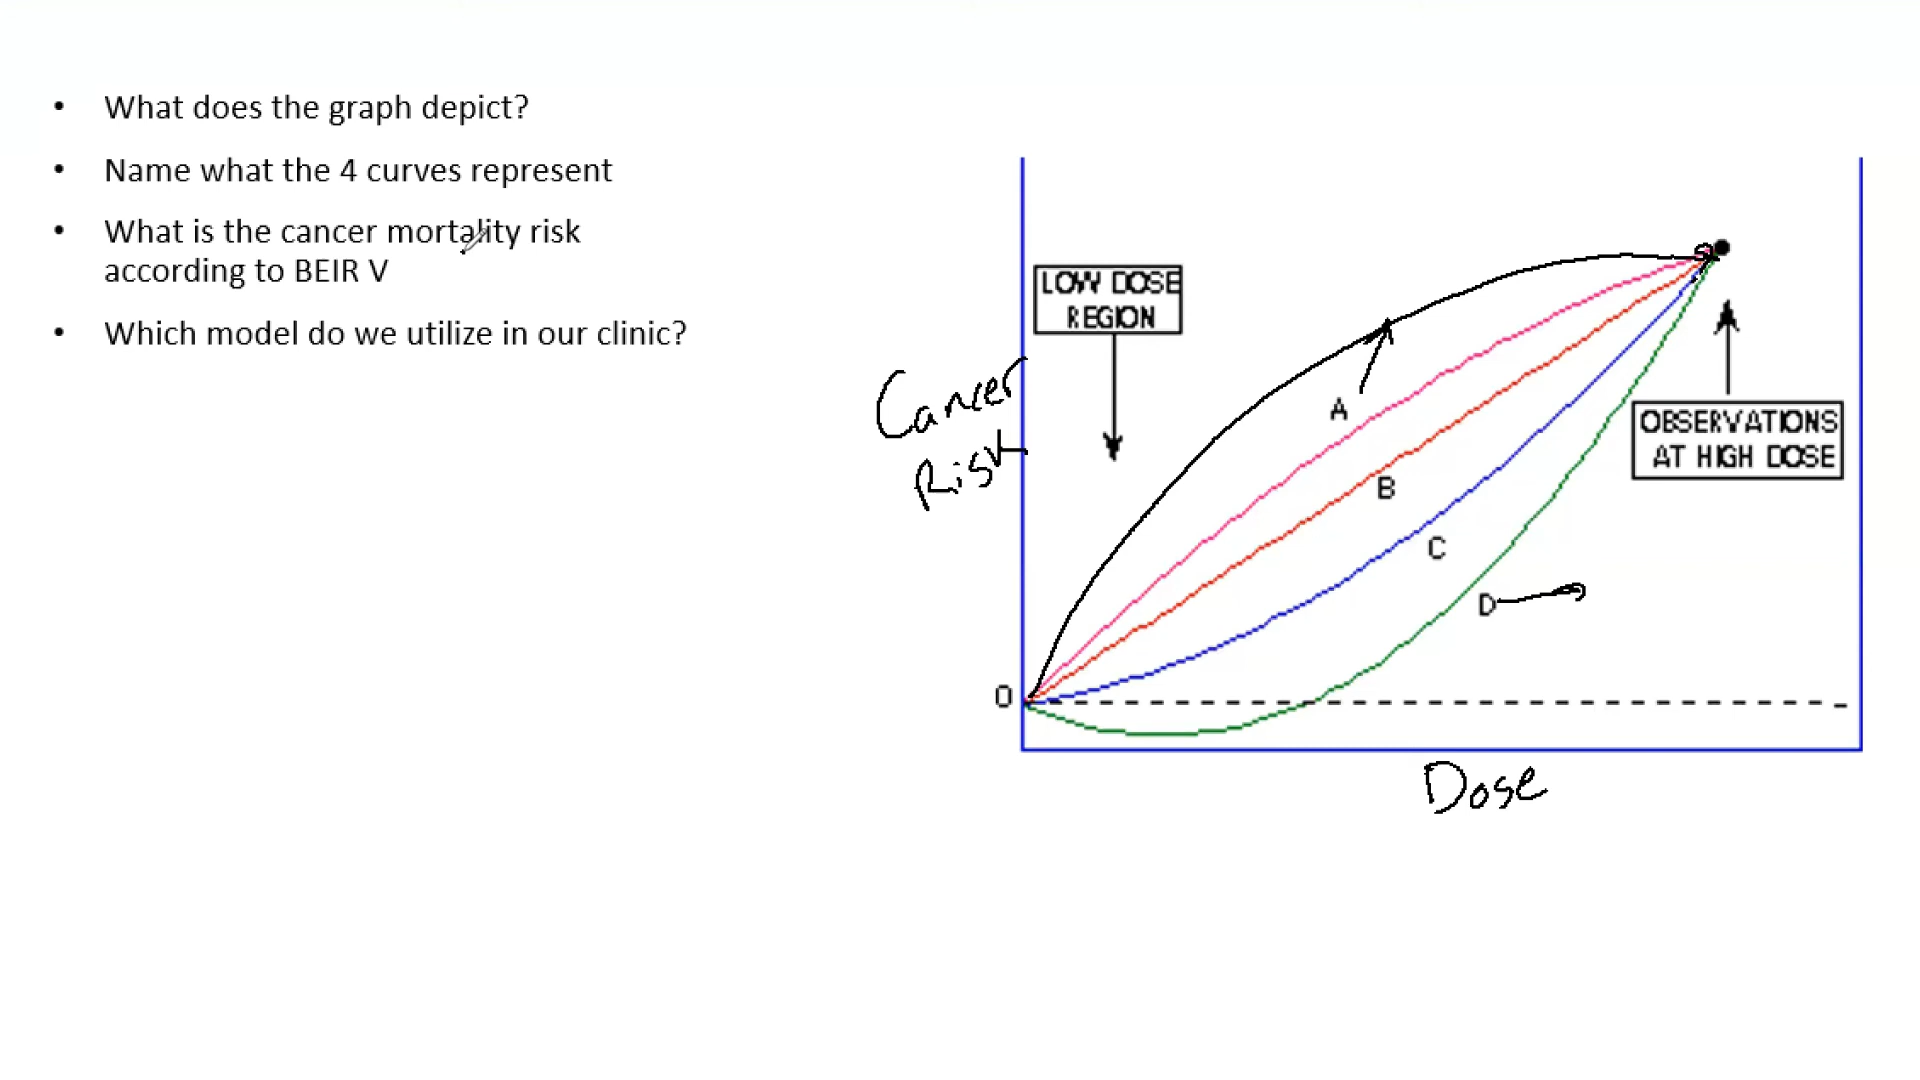 • What does the graph depict?
• Name what the 4 curves represent
• What is the cancer mortality risk
according to BEIR V
• Which model do we utilize in our clinic?
LOW DOSE
REGION
Cancer
Risk
A
B
C
D
OBSERVATIONS
AT HIGH DOSE
0
Dose